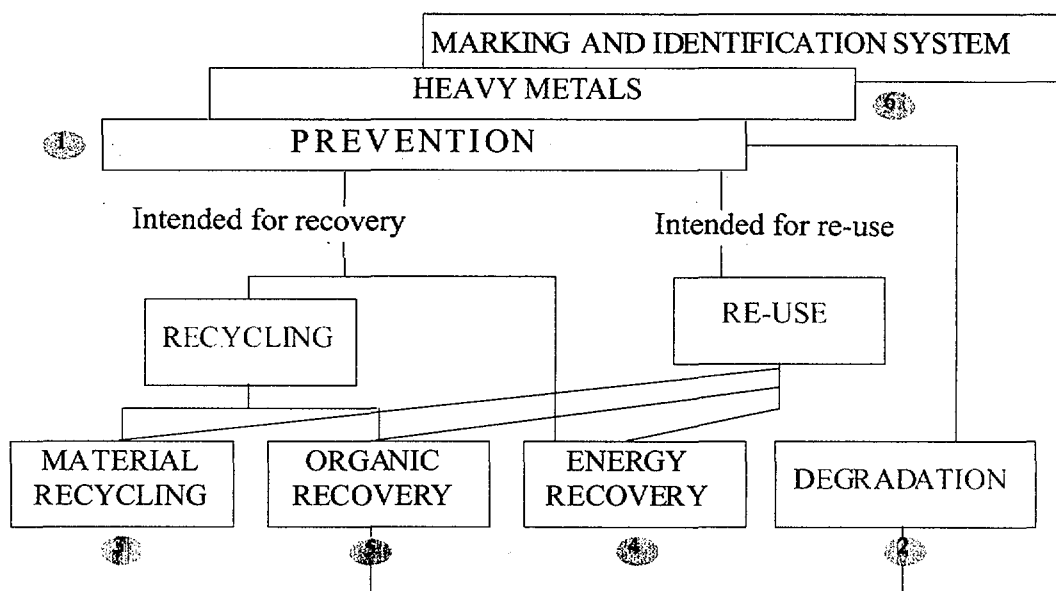 MARKING AND IDENTIFICATION SYSTEM
HEAVY METALS
6
1
PREVENTION
Intended for recovery
Intended for re-use
RECYCLING
RE-USE
MATERIAL
RECYCLING
ORGANIC
RECOVERY
ENERGY
RECOVERY
DEGRADATION
3
5
4
2